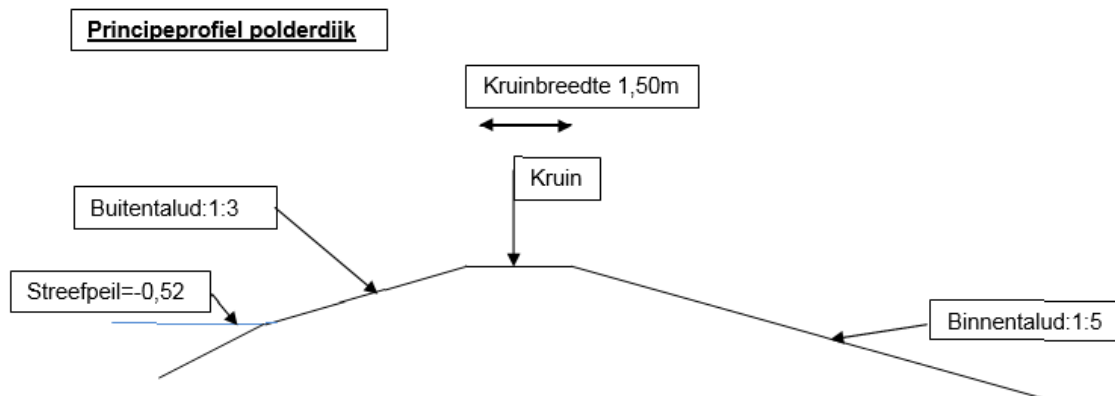 Principeprofiel polderdijk
Kruinbreedte 1,50m
Kruin
Buitentalud:1:3
Streefpeil=-0,52
Binnentalud:1:5